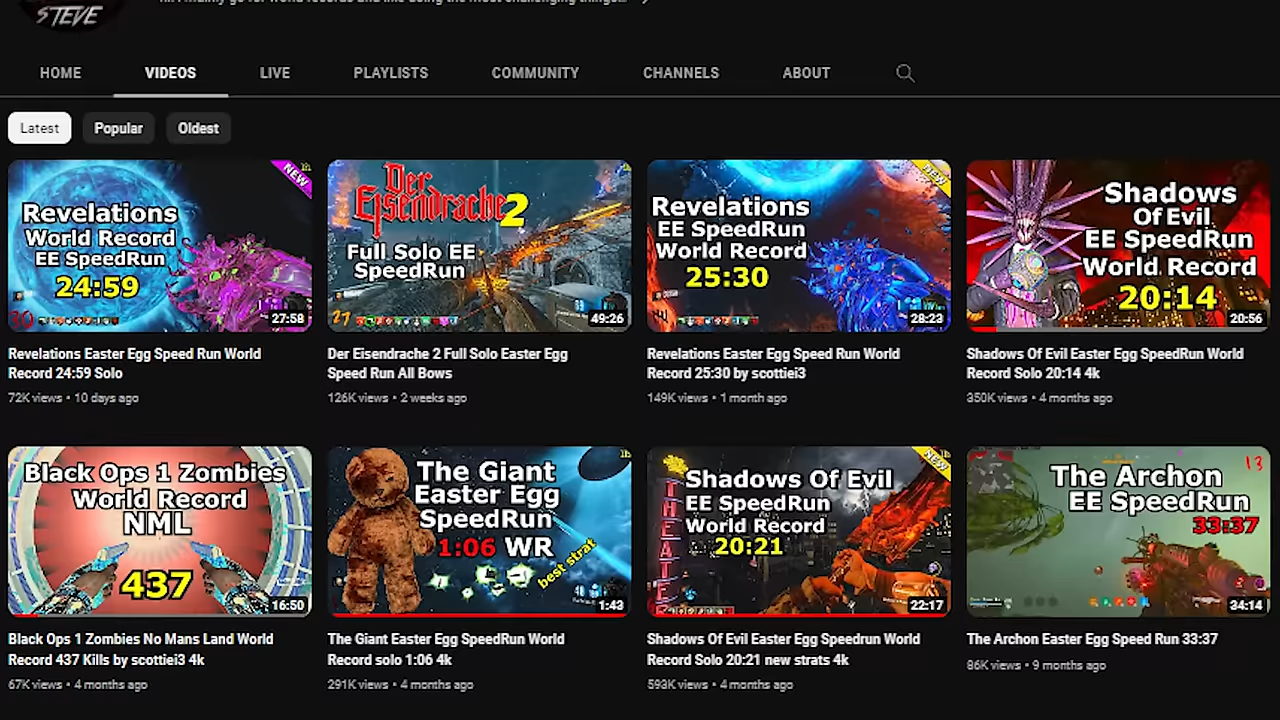 STEVE
HOME VIDEOS LIVE PLAYLISTS COMMUNITY CHANNELS ABOUT
Latest Popular Oldest
NEW
Revelations
World Record
EE SpeedRun
24:59
27:58
Der
Eisendrache 2
Full Solo EE
SpeedRun
49:26
NEW
Revelations
EE SpeedRun
World Record
25:30
28:23
Shadows
Of Evil
EE SpeedRun
World Record
20:14
20:56
Revelations Easter Egg Speed Run World
Record 24:59 Solo
72K views • 10 days ago
Der Eisendrache 2 Full Solo Easter Egg
Speed Run All Bows
126K views • 2 weeks ago
Revelations Easter Egg Speed Run World
Record 25:30 by scottiei3
149K views • 1 month ago
Shadows Of Evil Easter Egg SpeedRun World
Record Solo 20:14 4k
350K views • 4 months ago
Black Ops 1 Zombies
World Record
NML
437
16:50
The Giant
Easter Egg
SpeedRun
1:06 WR
best strat
1:43
NEW
THEATER
Shadows Of Evil
EE SpeedRun
World Record
20:21
22:17
13
The Archon
EE SpeedRun
33:37
34:14
Black Ops 1 Zombies No Mans Land World
Record 437 Kills by scottiei3 4k
67K views • 4 months ago
The Giant Easter Egg SpeedRun World
Record solo 1:06 4k
291K views • 4 months ago
Shadows Of Evil Easter Egg Speedrun World
Record Solo 20:21 new strats 4k
593K views • 4 months ago
The Archon Easter Egg Speed Run 33:37
86K views • 9 months ago